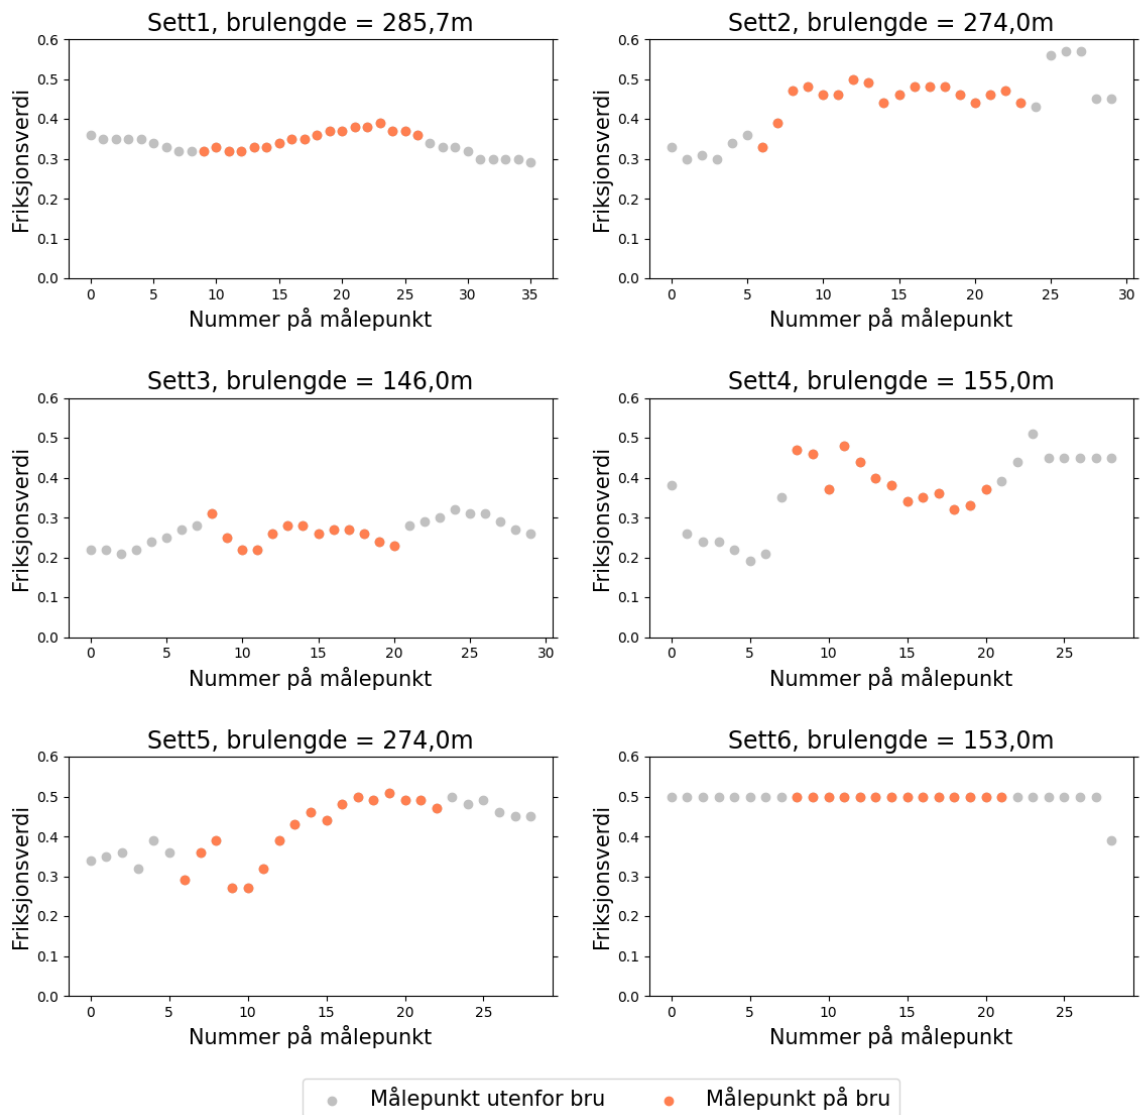 Sett1, brulengde = 285,7m
0.6
0.5
0.4
0.3
0.2
0.1
0.0
Friksjonsverdi
0 5 10 15 20 25 30 35
Nummer på målepunkt
Sett2, brulengde = 274,0m
0.6
0.5
0.4
0.3
0.2
0.1
0.0
Friksjonsverdi
0 5 10 15 20 25 30
Nummer på målepunkt
Sett3, brulengde = 146,0m
0.6
0.5
0.4
0.3
0.2
0.1
0.0
Friksjonsverdi
0 5 10 15 20 25 30
Nummer på målepunkt
Sett4, brulengde = 155,0m
0.6
0.5
0.4
0.3
0.2
0.1
0.0
Friksjonsverdi
0 5 10 15 20 25
Nummer på målepunkt
Sett5, brulengde = 274,0m
0.6
0.5
0.4
0.3
0.2
0.1
0.0
Friksjonsverdi
0 5 10 15 20 25
Nummer på målepunkt
Sett6, brulengde = 153,0m
0.6
0.5
0.4
0.3
0.2
0.1
0.0
Friksjonsverdi
0 5 10 15 20 25
Nummer på målepunkt
Målepunkt utenfor bru Målepunkt på bru